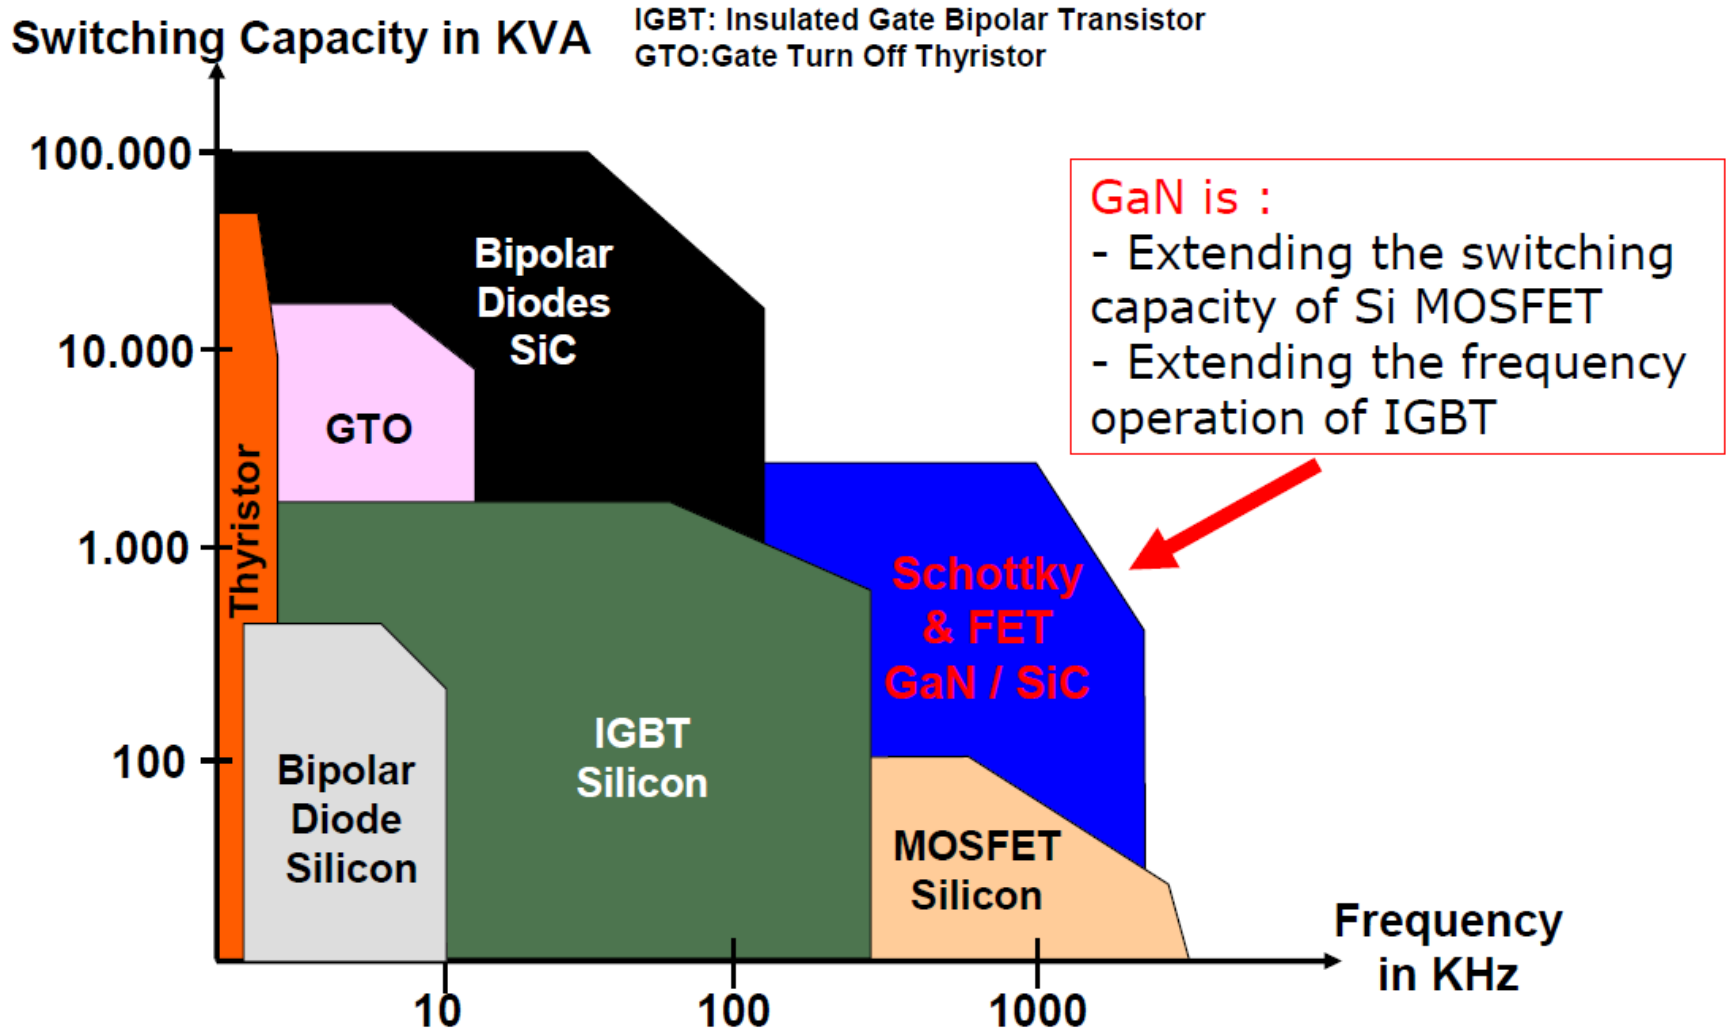 Switching Capacity in KVA
IGBT: Insulated Gate Bipolar Transistor
GTO:Gate Turn Off Thyristor
100.000
10.000
1.000
100
Thyristor
GTO
Bipolar
Diodes
SiC
Bipolar
Diode
Silicon
IGBT
Silicon
Schottky
& FET
GaN / SiC
MOSFET
Silicon
GaN is :
- Extending the switching
capacity of Si MOSFET
- Extending the frequency
operation of IGBT
Frequency
in KHz
10
100
1000